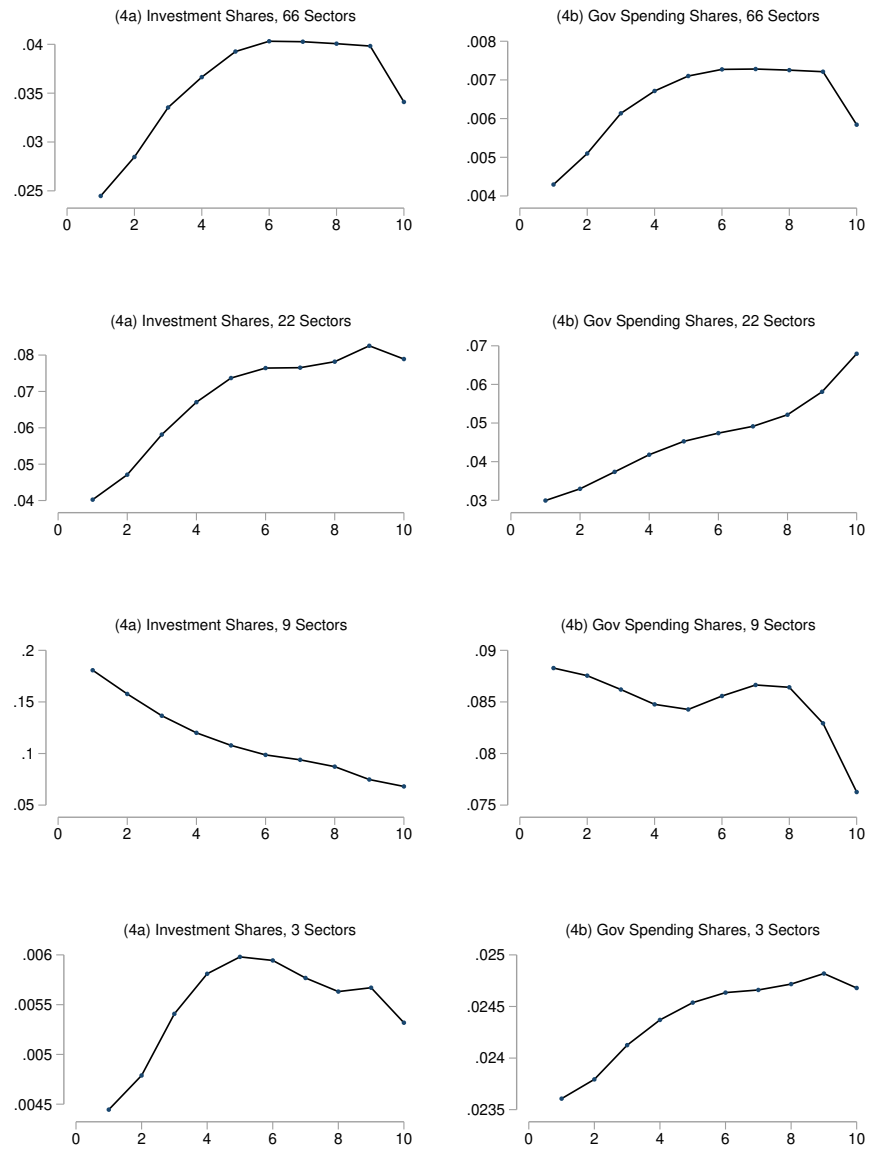 (4a) Investment Shares, 66 Sectors
.04
.035
.03
.025
0 2 4 6 8 10
(4b) Gov Spending Shares, 66 Sectors
.008
.007
.006
.005
.004
0 2 4 6 8 10
(4a) Investment Shares, 22 Sectors
.08
.07
.06
.05
.04
0 2 4 6 8 10
(4b) Gov Spending Shares, 22 Sectors
.07
.06
.05
.04
.03
0 2 4 6 8 10
(4a) Investment Shares, 9 Sectors
.2
.15
.1
.05
0 2 4 6 8 10
(4b) Gov Spending Shares, 9 Sectors
.09
.085
.08
.075
0 2 4 6 8 10
(4a) Investment Shares, 3 Sectors
.006
.0055
.005
.0045
0 2 4 6 8 10
(4b) Gov Spending Shares, 3 Sectors
.025
.0245
.024
.0235
0 2 4 6 8 10